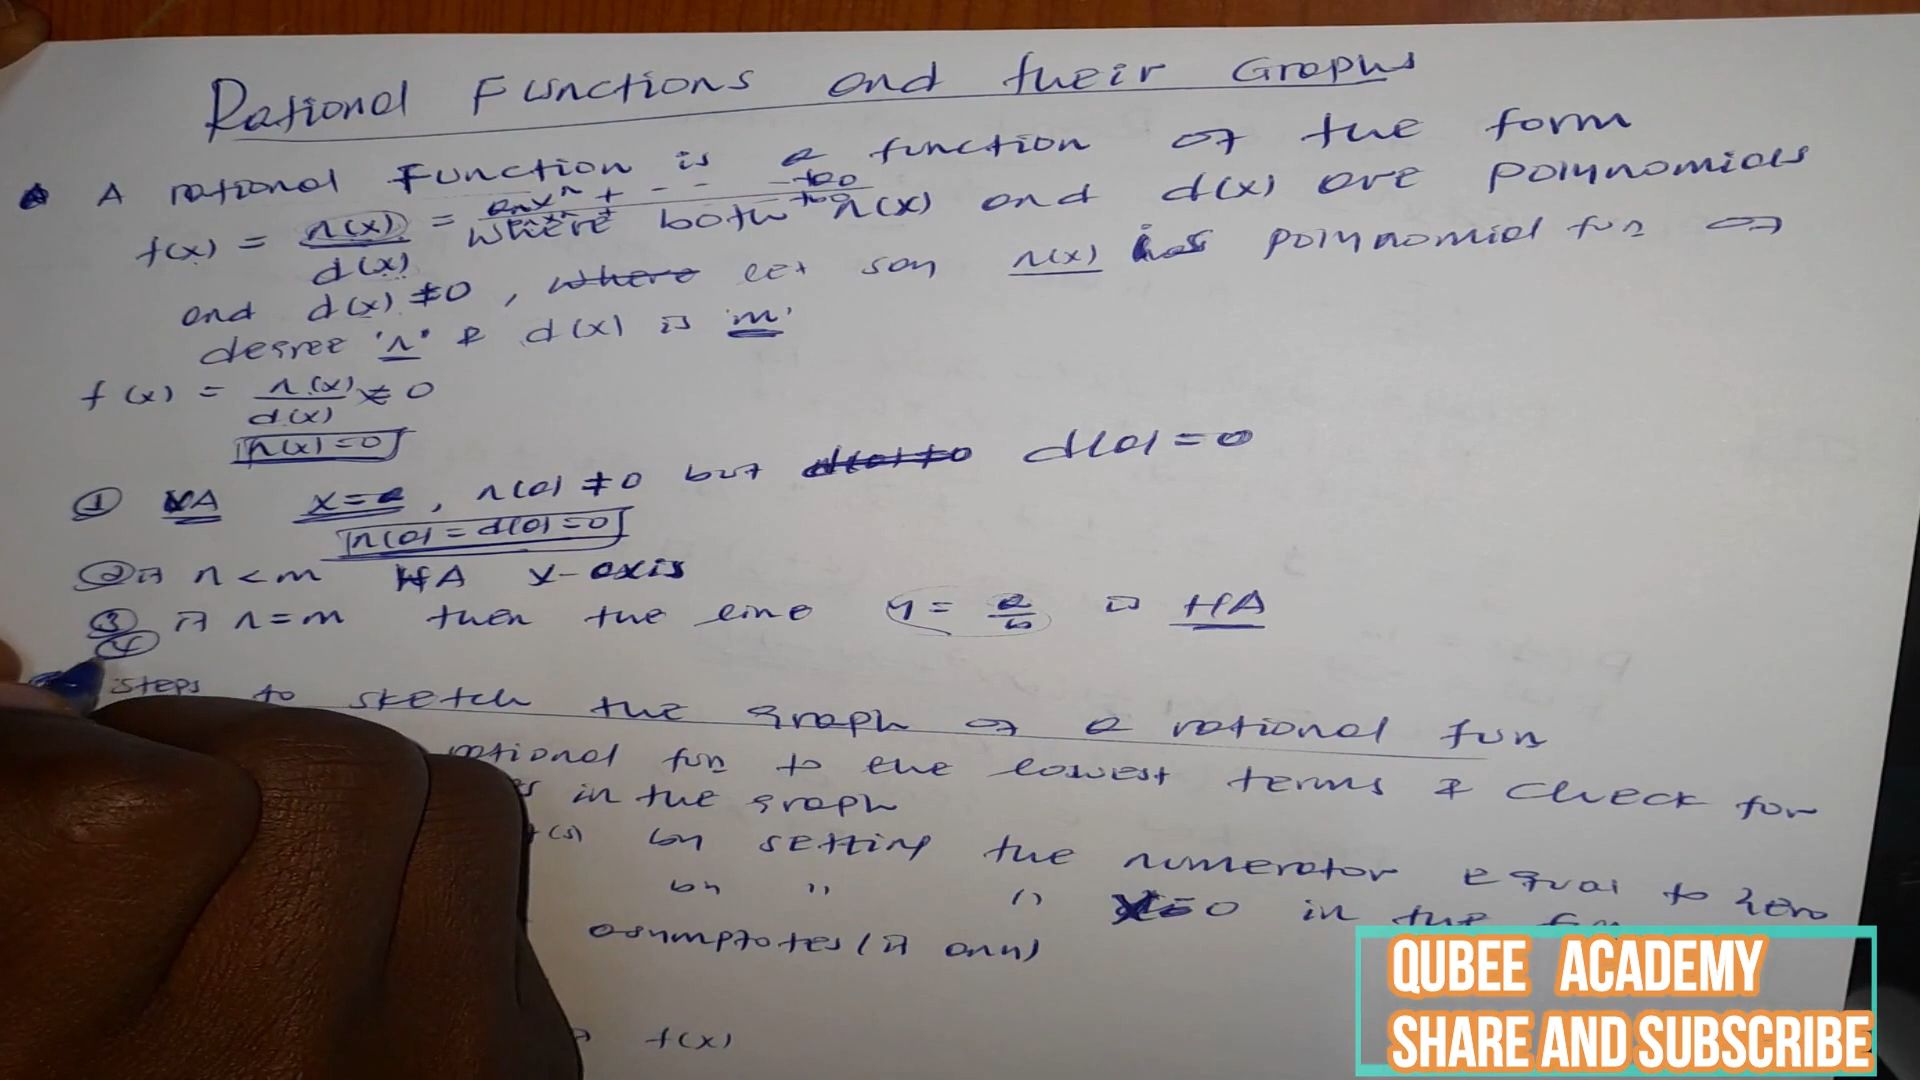 Rational Functions and their Graphs
A rational Function is a function of the form
f(x) = n(x)/d(x) = anxⁿ + - - - where both n(x) and d(x) are polynomials
and d(x) ≠ 0, where let say n(x) has polynomial fun of
degree 'n' & d(x) is 'm'
f(x) = n(x)/d(x) ≠ 0
n(x) = 0
① VA x = a, n(a) ≠ 0 but d(a) ≠ 0 d(a) = 0
n(a) = d(a) = 0
② if n < m HA x-axis
③ if n = m then the line y = a/b is HA
④
steps to sketch the graph of a rational fun
rational fun to the lowest terms & check for
in the graph
(s) by setting the numerator equal to zero
by " " x=0 in the
asymptotes (if any)
f(x)
QUBEE ACADEMY
SHARE AND SUBSCRIBE